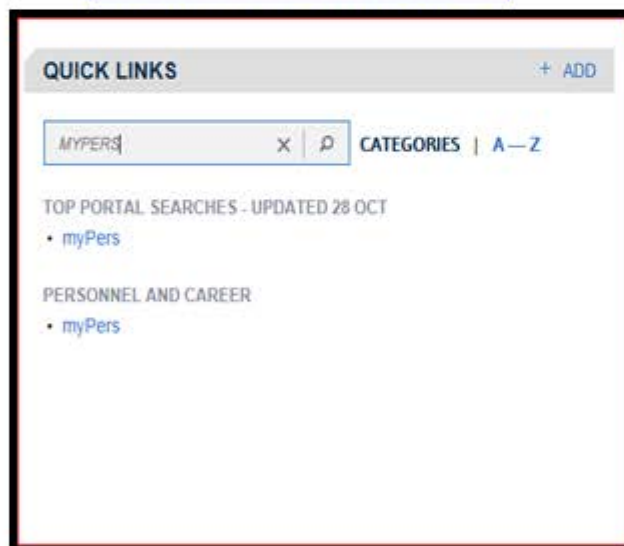 QUICK LINKS + ADD
MYPERS × CATEGORIES | A — Z
TOP PORTAL SEARCHES - UPDATED 28 OCT
• myPers
PERSONNEL AND CAREER
• myPers